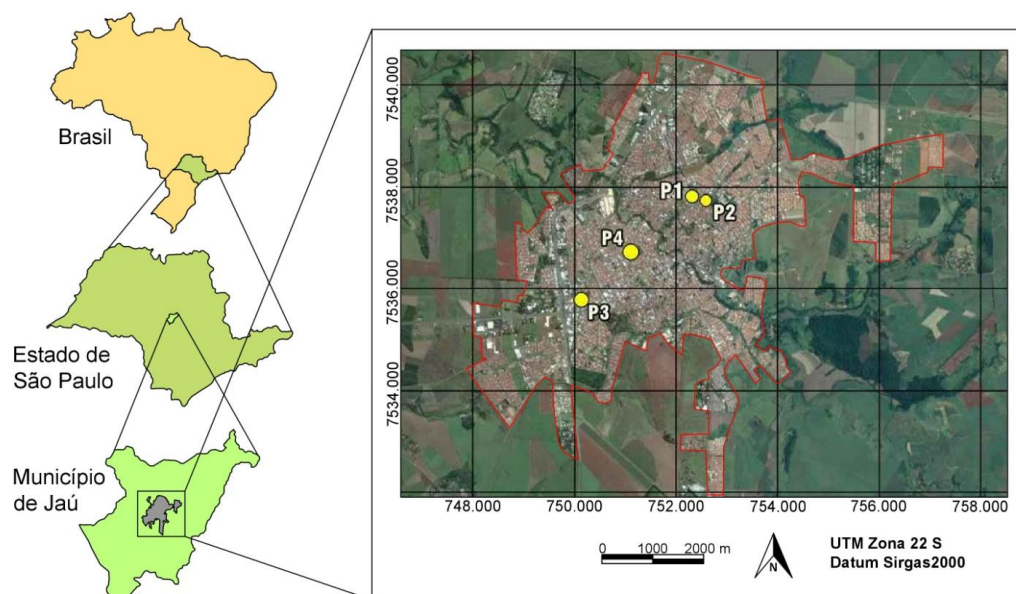 Brasil
Estado de
São Paulo
Município
de Jaú
7540.000
7538.000
7536.000
7534.000
P1
P2
P4
P3
748.000 750.000 752.000 754.000 756.000 758.000
0 1000 2000 m
N
UTM Zona 22 S
Datum Sirgas2000